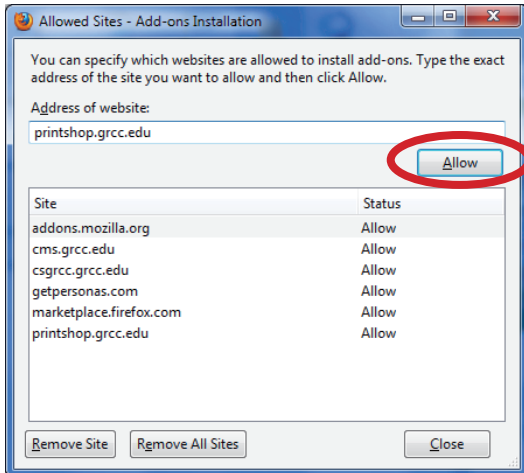 Allowed Sites - Add-ons Installation
You can specify which websites are allowed to install add-ons. Type the exact
address of the site you want to allow and then click Allow.
Address of website:
printshop.grcc.edu
Allow
Site Status
addons.mozilla.org Allow
cms.grcc.edu Allow
csgrcc.grcc.edu Allow
getpersonas.com Allow
marketplace.firefox.com Allow
printshop.grcc.edu Allow
Remove Site Remove All Sites Close